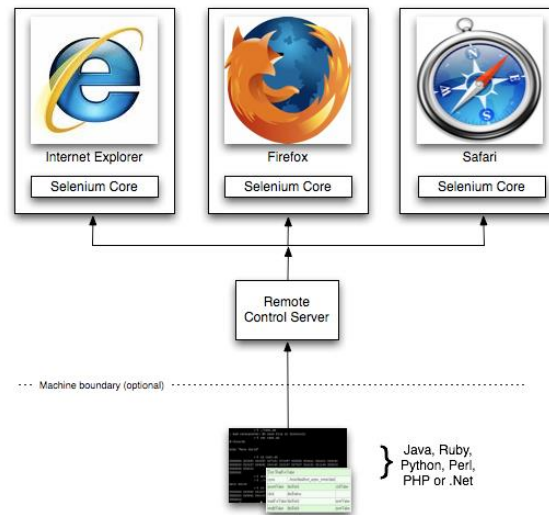 Internet Explorer
Selenium Core
Firefox
Selenium Core
Safari
Selenium Core
Remote
Control Server
Machine boundary (optional)
Java, Ruby,
Python, Perl,
PHP or .Net